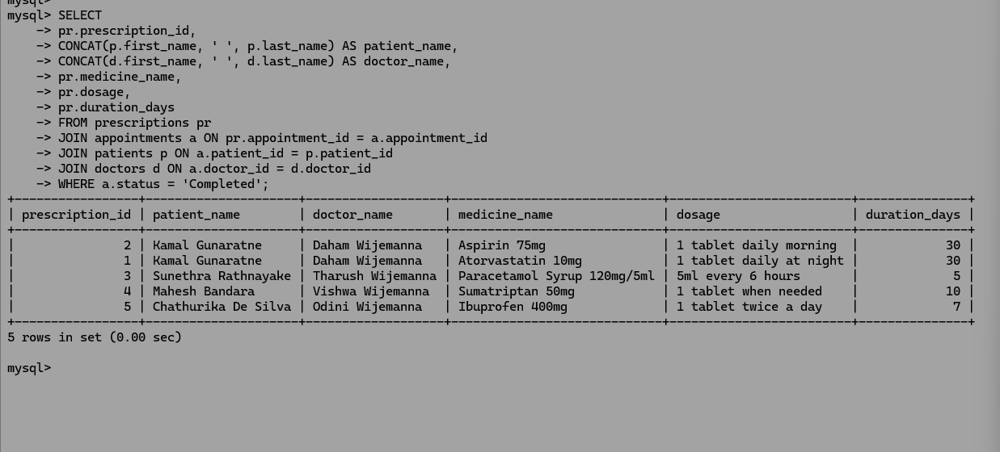 mysql>
mysql> SELECT
    -> pr.prescription_id,
    -> CONCAT(p.first_name, ' ', p.last_name) AS patient_name,
    -> CONCAT(d.first_name, ' ', d.last_name) AS doctor_name,
    -> pr.medicine_name,
    -> pr.dosage,
    -> pr.duration_days
    -> FROM prescriptions pr
    -> JOIN appointments a ON pr.appointment_id = a.appointment_id
    -> JOIN patients p ON a.patient_id = p.patient_id
    -> JOIN doctors d ON a.doctor_id = d.doctor_id
    -> WHERE a.status = 'Completed';
+-----------------+---------------------+-------------------+-----------------------------+-------------------------+---------------+
| prescription_id | patient_name        | doctor_name       | medicine_name               | dosage                  | duration_days |
+-----------------+---------------------+-------------------+-----------------------------+-------------------------+---------------+
|               2 | Kamal Gunaratne     | Daham Wijemanna   | Aspirin 75mg                | 1 tablet daily morning  |            30 |
|               1 | Kamal Gunaratne     | Daham Wijemanna   | Atorvastatin 10mg           | 1 tablet daily at night |            30 |
|               3 | Sunethra Rathnayake | Tharush Wijemanna | Paracetamol Syrup 120mg/5ml | 5ml every 6 hours       |             5 |
|               4 | Mahesh Bandara      | Vishwa Wijemanna  | Sumatriptan 50mg            | 1 tablet when needed    |            10 |
|               5 | Chathurika De Silva | Odini Wijemanna   | Ibuprofen 400mg             | 1 tablet twice a day    |             7 |
+-----------------+---------------------+-------------------+-----------------------------+-------------------------+---------------+
5 rows in set (0.00 sec)
mysql>